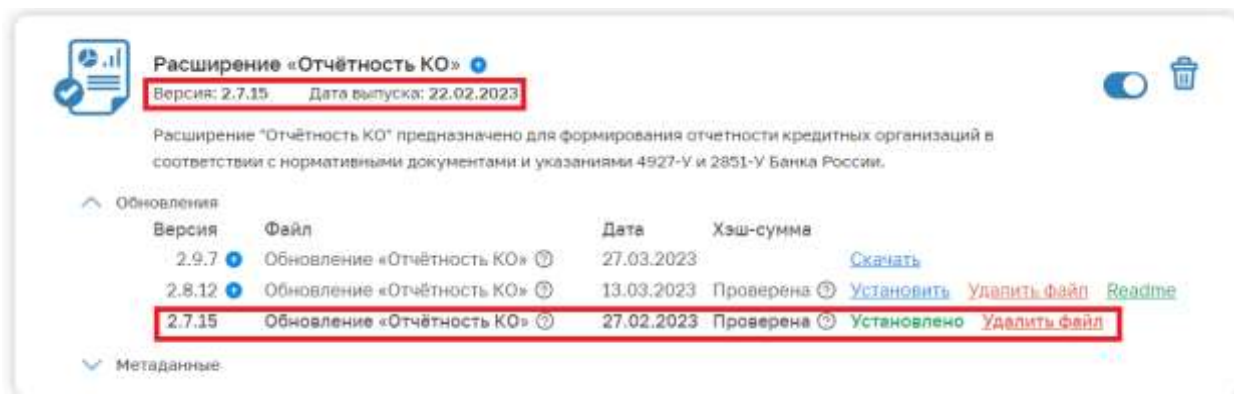 Расширение «Отчётность КО»
Версия: 2.7.15 Дата выпуска: 22.02.2023
Расширение "Отчётность КО" предназначено для формирования отчетности кредитных организаций в
соответствии с нормативными документами и указаниями 4927-У и 2851-У Банка России.
Обновления
Версия Файл Дата Хэш-сумма
2.9.7 Обновление «Отчётность КО» 27.03.2023 Скачать
2.8.12 Обновление «Отчётность КО» 13.03.2023 Проверена Установить Удалить файл Readme
2.7.15 Обновление «Отчётность КО» 27.02.2023 Проверена Установлено Удалить файл
Метаданные